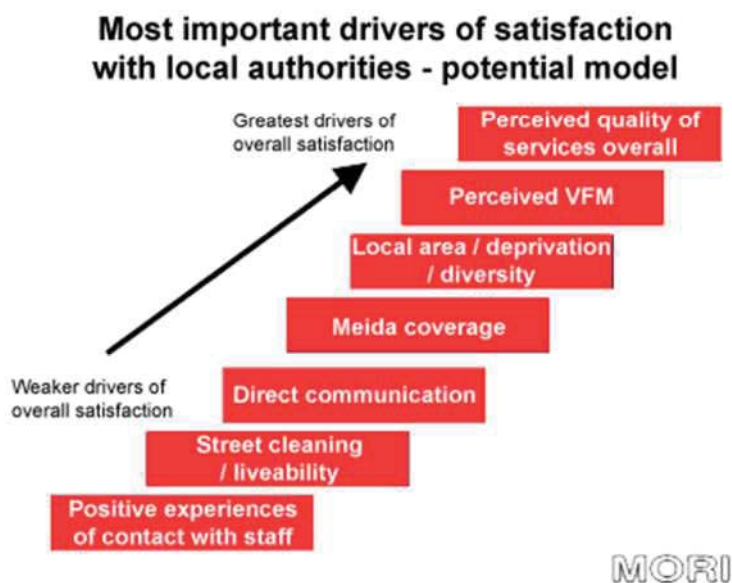 Most important drivers of satisfaction
with local authorities - potential model
Greatest drivers of
overall satisfaction
Perceived quality of
services overall
Perceived VFM
Local area / deprivation
/ diversity
Meida coverage
Weaker drivers of
overall satisfaction
Direct communication
Street cleaning
/ liveability
Positive experiences
of contact with staff
MORI